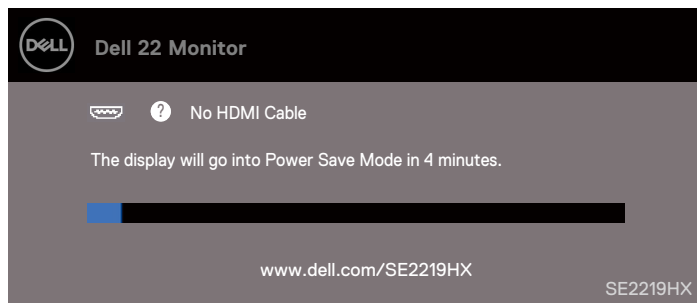 DELL
Dell 22 Monitor
? No HDMI Cable
The display will go into Power Save Mode in 4 minutes.
www.dell.com/SE2219HX
SE2219HX